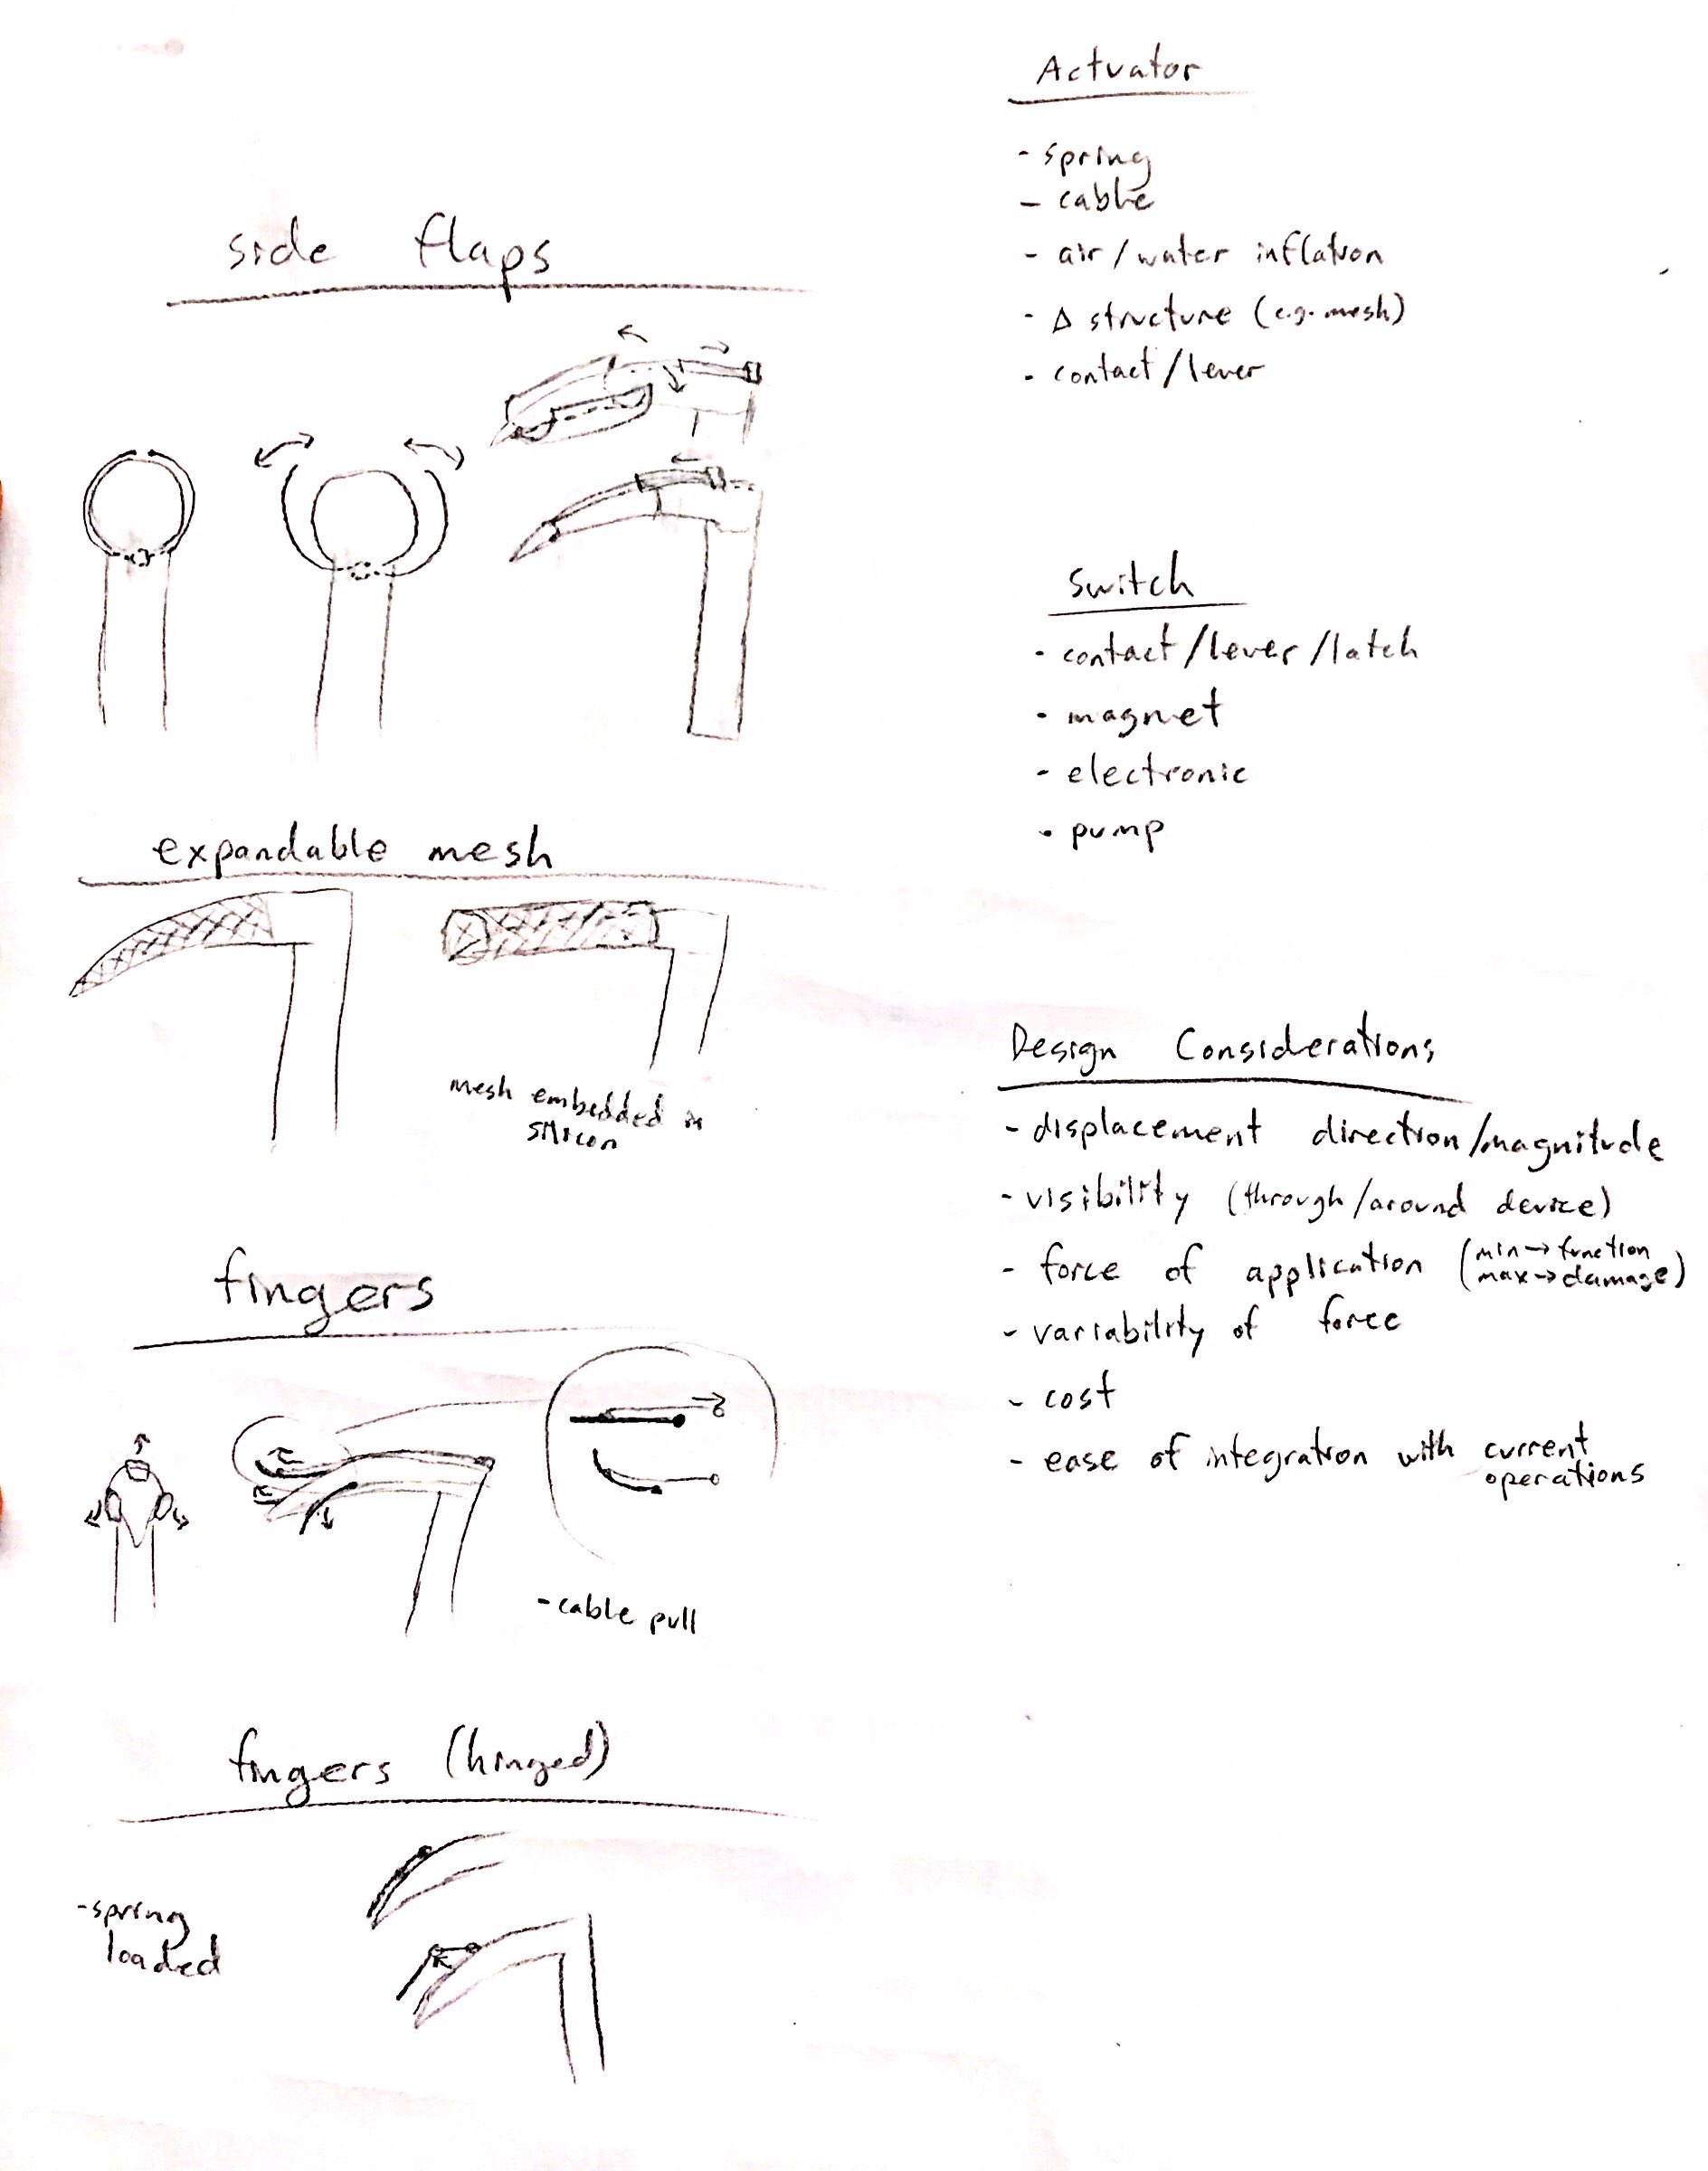 side flaps
expandable mesh
mesh embedded in
silicon
fingers
- cable pull
fingers (hinged)
- spring
loaded
Actuator
- spring
- cable
- air/water inflation
- Δ structure (e.g. mesh)
- contact/lever
Switch
- contact/lever/latch
- magnet
- electronic
- pump
Design Considerations
- displacement direction/magnitude
- visibility (through/around device)
- force of application (min→function
max→damage)
- variability of force
- cost
- ease of integration with current
operations